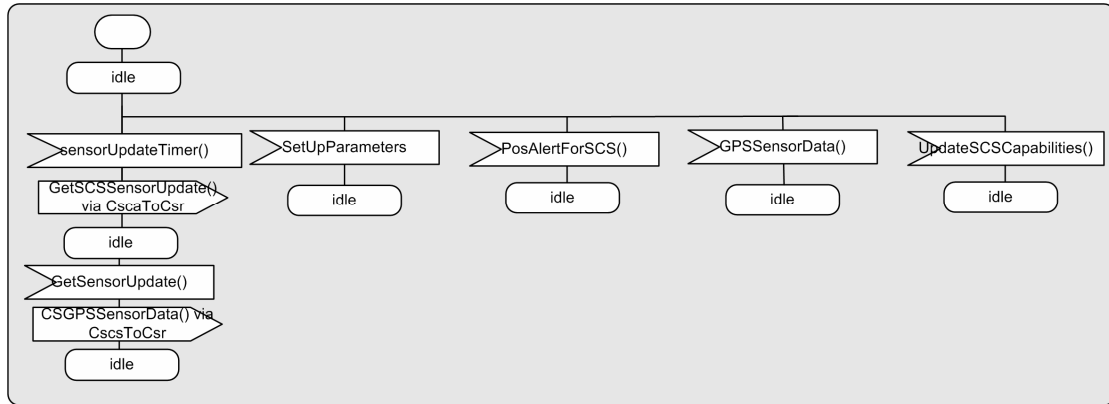 idle
sensorUpdateTimer()
SetUpParameters
PosAlertForSCS()
GPSSensorData()
UpdateSCSCapabilities()
GetSCSSensorUpdate()
via CscaToCsr
idle
idle
idle
idle
idle
GetSensorUpdate()
CSGPSSensorData() via
CscsToCsr
idle